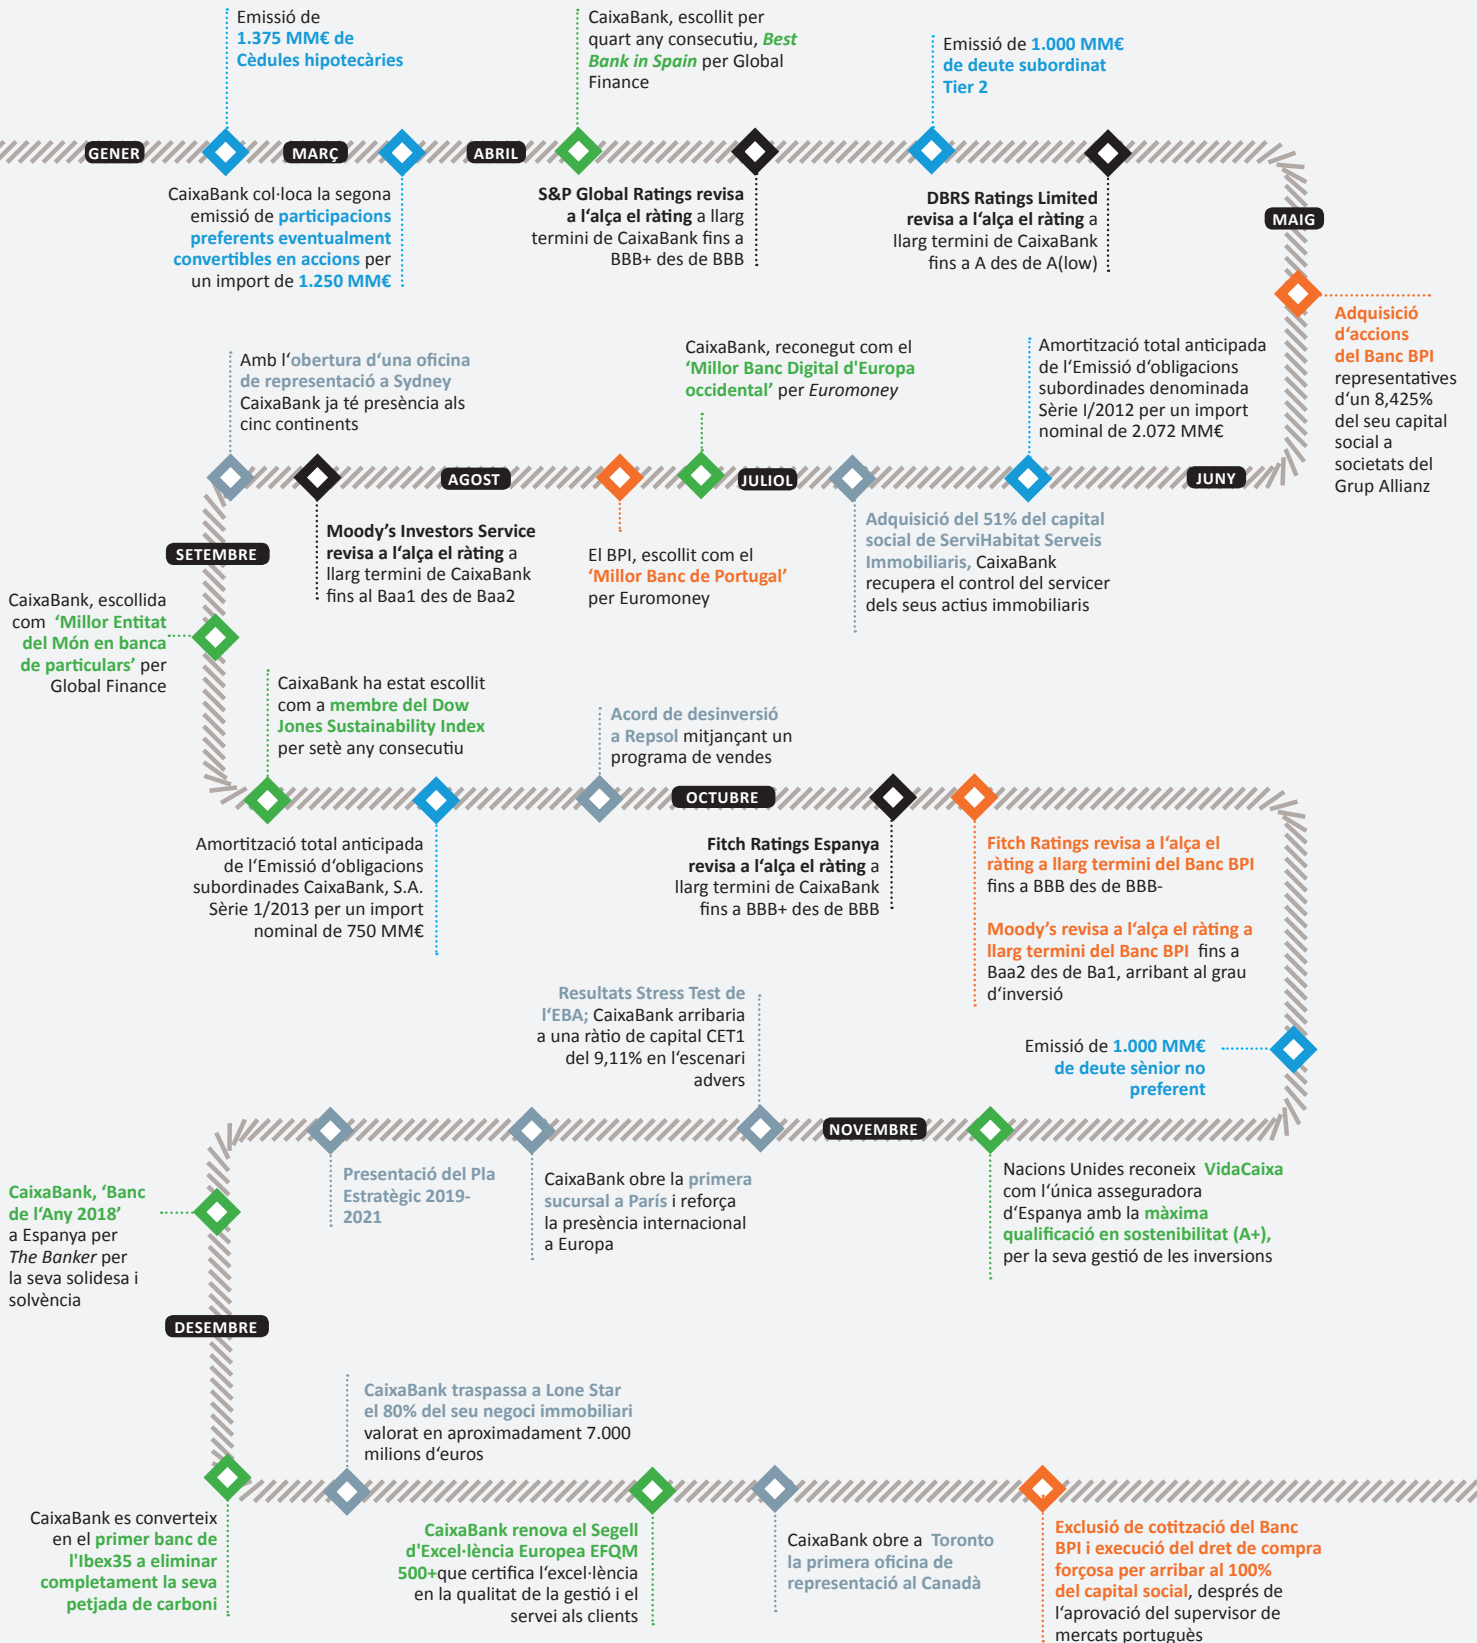 Emissió de
1.375 MM€ de
Cèdules hipotecàries
CaixaBank, escollit per
quart any consecutiu, Best
Bank in Spain per Global
Finance
Emissió de 1.000 MM€
de deute subordinat
Tier 2
GENER
MARÇ
ABRIL
CaixaBank col·loca la segona
emissió de participacions
preferents eventualment
convertibles en accions per
un import de 1.250 MM€
S&P Global Ratings revisa
a l'alça el ràting a llarg
termini de CaixaBank fins a
BBB+ des de BBB
DBRS Ratings Limited
revisa a l'alça el ràting a
llarg termini de CaixaBank
fins a A des de A(low)
MAIG
Adquisició
d'accions
del Banc BPI
representatives
d'un 8,425%
del seu capital
social a
societats del
Grup Allianz
Amb l'obertura d'una oficina
de representació a Sydney
CaixaBank ja té presència als
cinc continents
CaixaBank, reconegut com el
'Millor Banc Digital d'Europa
occidental' per Euromoney
Amortització total anticipada
de l'Emissió d'obligacions
subordinades denominada
Sèrie I/2012 per un import
nominal de 2.072 MM€
AGOST
JULIOL
JUNY
Moody's Investors Service
revisa a l'alça el ràting a
llarg termini de CaixaBank
fins al Baa1 des de Baa2
El BPI, escollit com el
'Millor Banc de Portugal'
per Euromoney
Adquisició del 51% del capital
social de ServiHabitat Serveis
Immobiliaris, CaixaBank
recupera el control del servicer
dels seus actius immobiliaris
SETEMBRE
CaixaBank, escollida
com 'Millor Entitat
del Món en banca
de particulars' per
Global Finance
CaixaBank ha estat escollit
com a membre del Dow
Jones Sustainability Index
per setè any consecutiu
Acord de desinversió
a Repsol mitjançant un
programa de vendes
OCTUBRE
Amortització total anticipada
de l'Emissió d'obligacions
subordinades CaixaBank, S.A.
Sèrie 1/2013 per un import
nominal de 750 MM€
Fitch Ratings Espanya
revisa a l'alça el ràting a
llarg termini de CaixaBank
fins a BBB+ des de BBB
Fitch Ratings revisa a l'alça el
ràting a llarg termini del Banc BPI
fins a BBB des de BBB-
Moody's revisa a l'alça el ràting a
llarg termini del Banc BPI fins a
Baa2 des de Ba1, arribant al grau
d'inversió
Resultats Stress Test de
l'EBA; CaixaBank arribaria
a una ràtio de capital CET1
del 9,11% en l'escenari
advers
Emissió de 1.000 MM€
de deute sènior no
preferent
NOVEMBRE
Nacions Unides reconeix VidaCaixa
com l'única asseguradora
d'Espanya amb la màxima
qualificació en sostenibilitat (A+),
per la seva gestió de les inversions
CaixaBank obre la primera
sucursal a París i reforça
la presència internacional
a Europa
Presentació del Pla
Estratègic 2019-
2021
CaixaBank, 'Banc
de l'Any 2018'
a Espanya per
The Banker per
la seva solidesa i
solvència
DESEMBRE
CaixaBank traspassa a Lone Star
el 80% del seu negoci immobiliari
valorat en aproximadament 7.000
milions d'euros
CaixaBank es converteix
en el primer banc de
l'Ibex35 a eliminar
completament la seva
petjada de carboni
CaixaBank renova el Segell
d'Excel·lència Europea EFQM
500+que certifica l'excel·lència
en la qualitat de la gestió i el
servei als clients
CaixaBank obre a Toronto
la primera oficina de
representació al Canadà
Exclusió de cotització del Banc
BPI i execució del dret de compra
forçosa per arribar al 100%
del capital social, després de
l'aprovació del supervisor de
mercats portuguès